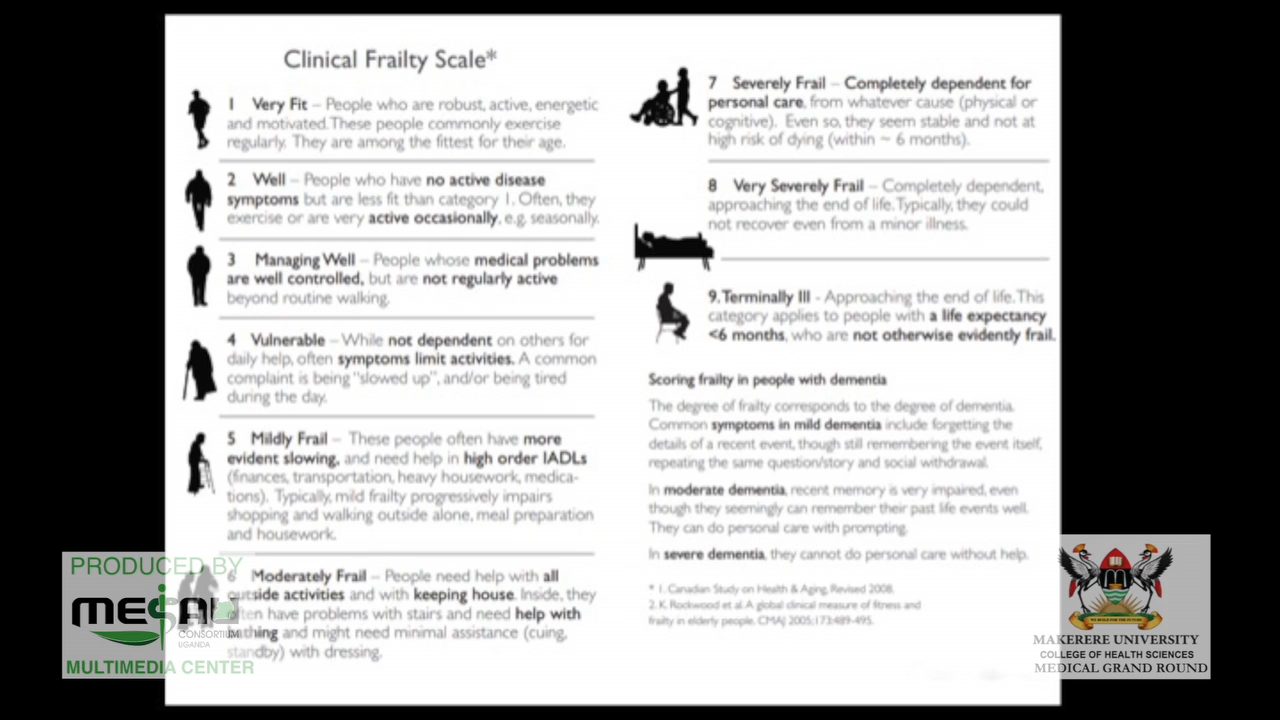 Clinical Frailty Scale*
1 Very Fit – People who are robust, active, energetic
and motivated. These people commonly exercise
regularly. They are among the fittest for their age.
2 Well – People who have no active disease
symptoms but are less fit than category 1. Often, they
exercise or are very active occasionally, e.g. seasonally.
3 Managing Well – People whose medical problems
are well controlled, but are not regularly active
beyond routine walking.
4 Vulnerable – While not dependent on others for
daily help, often symptoms limit activities. A common
complaint is being "slowed up", and/or being tired
during the day.
5 Mildly Frail – These people often have more
evident slowing, and need help in high order IADLs
(finances, transportation, heavy housework, medica-
tions). Typically, mild frailty progressively impairs
shopping and walking outside alone, meal preparation
and housework.
6 Moderately Frail – People need help with all
outside activities and with keeping house. Inside, they
often have problems with stairs and need help with
bathing and might need minimal assistance (cuing,
standby) with dressing.
7 Severely Frail – Completely dependent for
personal care, from whatever cause (physical or
cognitive). Even so, they seem stable and not at
high risk of dying (within ~ 6 months).
8 Very Severely Frail – Completely dependent,
approaching the end of life. Typically, they could
not recover even from a minor illness.
9. Terminally Ill - Approaching the end of life. This
category applies to people with a life expectancy
<6 months, who are not otherwise evidently frail.
Scoring frailty in people with dementia
The degree of frailty corresponds to the degree of dementia.
Common symptoms in mild dementia include forgetting the
details of a recent event, though still remembering the event itself,
repeating the same question/story and social withdrawal.
In moderate dementia, recent memory is very impaired, even
though they seemingly can remember their past life events well.
They can do personal care with prompting.
In severe dementia, they cannot do personal care without help.
* 1. Canadian Study on Health & Aging, Revised 2008.
2. K. Rockwood et al. A global clinical measure of fitness and
frailty in elderly people. CMAJ 2005;173:489-495.
PRODUCED BY
MESAU
CONSORTIUM
UGANDA
MULTIMEDIA CENTER
MAKERERE UNIVERSITY
COLLEGE OF HEALTH SCIENCES
MEDICAL GRAND ROUND